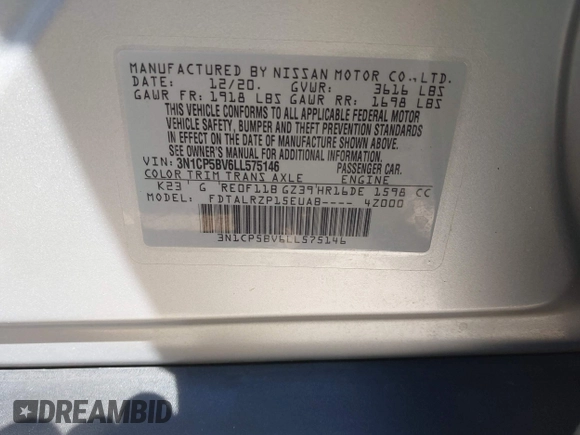 MANUFACTURED BY NISSAN MOTOR CO.,LTD.
DATE: 12/20. GVWR: 3616 LBS
GAWR FR: 1918 LBS GAWR RR: 1698 LBS
THIS VEHICLE CONFORMS TO ALL APPLICABLE FEDERAL MOTOR
VEHICLE SAFETY, BUMPER AND THEFT PREVENTION STANDARDS
IN EFFECT ON THE DATE OF MANUFACTURE SHOWN ABOVE.
SEE OWNER'S MANUAL FOR ADDITIONAL INFORMATION.
VIN: 3N1CP5BV6LL575146 PASSENGER CAR.
COLOR TRIM TRANS AXLE ENGINE
K23 G RE0F11B GZ39 HR16DE 1598 CC
MODEL: FDTALRZP15EUAB---- 4Z000
3N1CP5BV6LL575146
DREAMBID